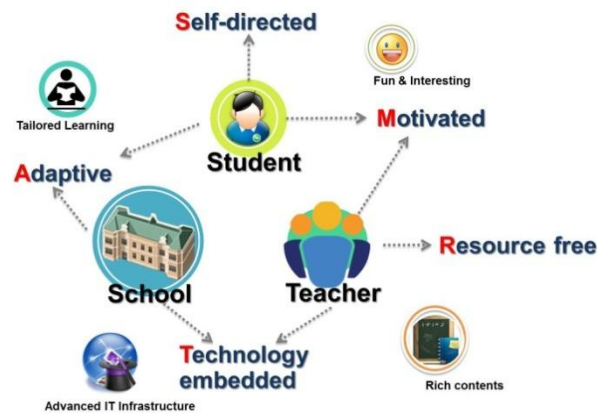 Self-directed
Fun & Interesting
Tailored Learning
Motivated
Student
Adaptive
Resource free
School
Teacher
Technology
embedded
Rich contents
Advanced IT Infrastructure